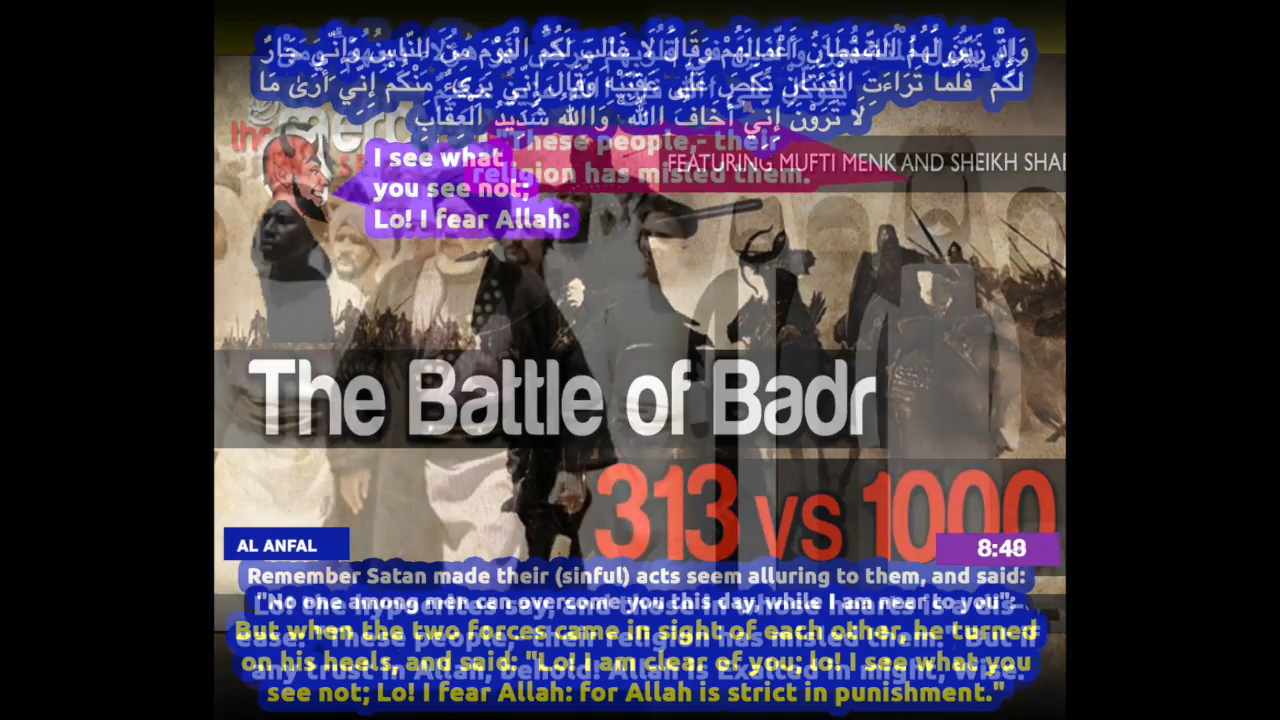 وَإِذْ زَيَّنَ لَهُمُ الشَّيْطَانُ أَعْمَالَهُمْ وَقَالَ لَا غَالِبَ لَكُمُ الْيَوْمَ مِنَ النَّاسِ وَإِنِّي جَارٌ
لَكُمْ فَلَمَّا تَرَاءَتِ الْفِئَتَانِ نَكَصَ عَلَى عَقِبَيْهِ وَقَالَ إِنِّي بَرِيءٌ مِنْكُمْ إِنِّي أَرَىٰ مَا
لَا تَرَوْنَ إِنِّي أَخَافُ اللَّهَ وَاللَّهُ شَدِيدُ الْعِقَابِ
"These people,- their
religion has misled them.
I see what
you see not;
Lo! I fear Allah:
FEATURING MUFTI MENK AND SHEIKH SHA
The Battle of Badr
313 vs 1000
AL ANFAL
8:48
Remember Satan made their (sinful) acts seem alluring to them, and said:
"No one among men can overcome you this day, while I am near to you":
But when the two forces came in sight of each other, he turned
on his heels, and said: "Lo! I am clear of you; lo! I see what you
see not; Lo! I fear Allah: for Allah is strict in punishment."